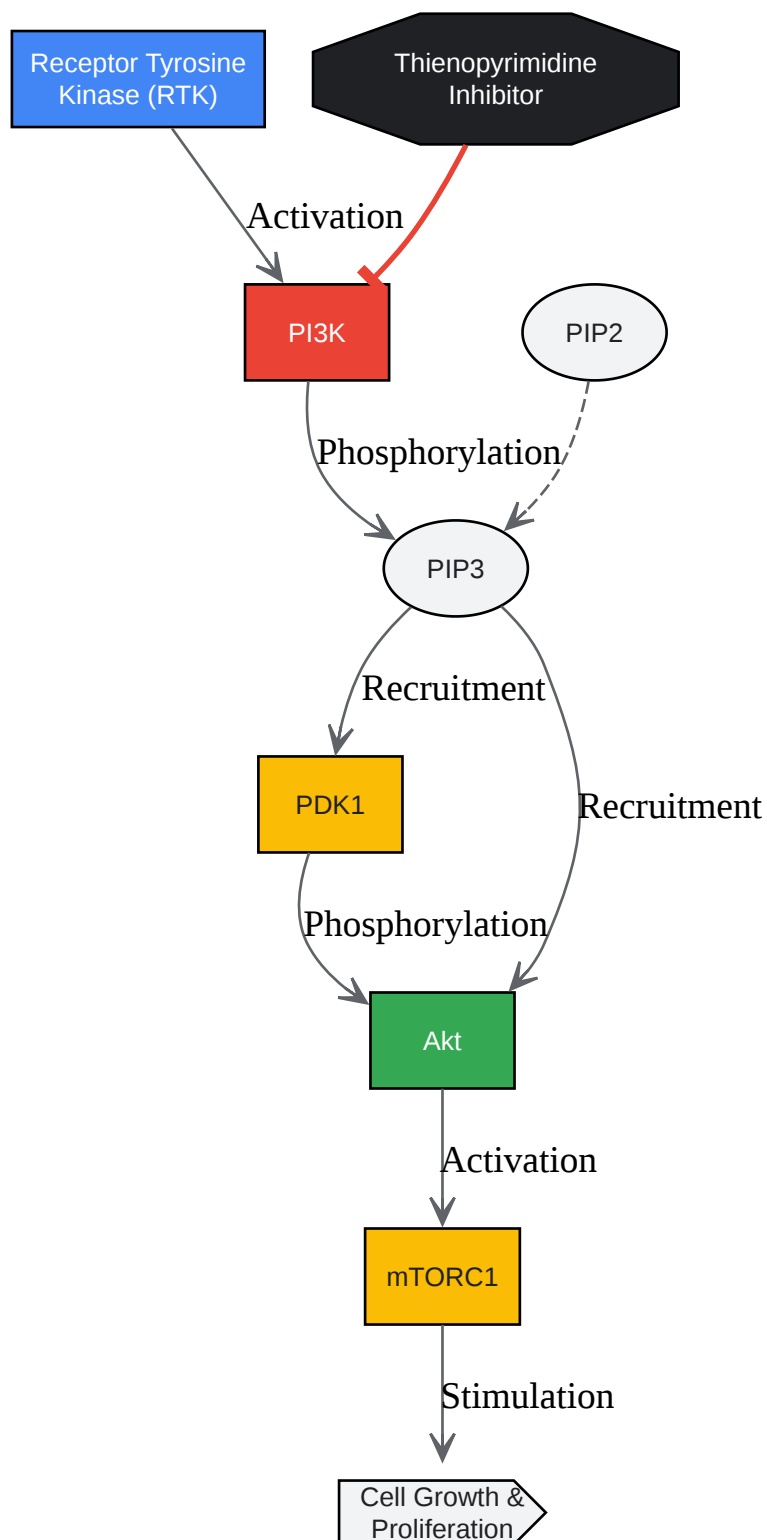 Receptor Tyrosine
Kinase (RTK)
Thienopyrimidine
Inhibitor
Activation
PI3K
PIP2
Phosphorylation
PIP3
Recruitment
PDK1
Recruitment
Phosphorylation
Akt
Activation
mTORC1
Stimulation
Cell Growth &
Proliferation